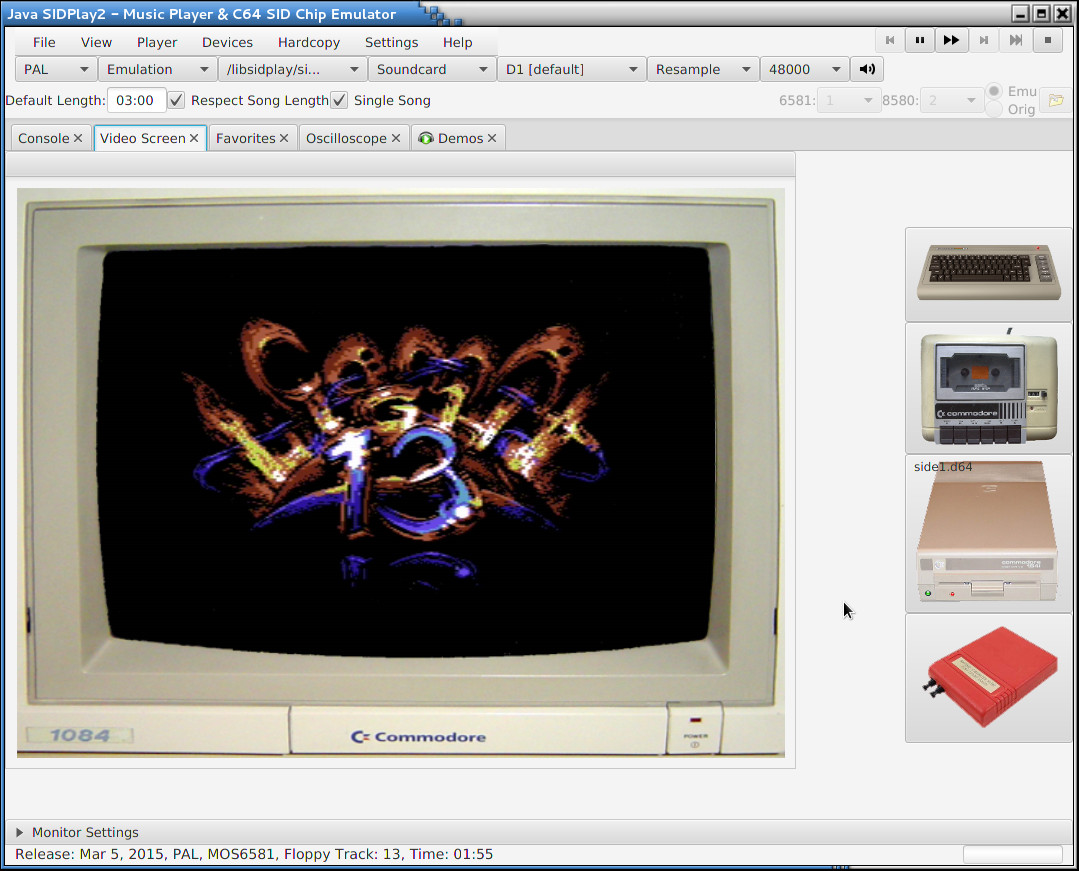 Java SIDPlay2 – Music Player & C64 SID Chip Emulator
File View Player Devices Hardcopy Settings Help
PAL Emulation /libsidplay/si... Soundcard D1 [default] Resample 48000
Default Length: 03:00 Respect Song Length Single Song 6581: 1 8580: 2 Emu
Orig
Console Video Screen Favorites Oscilloscope Demos
13
commodore
side1.d64
commodore
1084 Commodore POWER
Monitor Settings
Release: Mar 5, 2015, PAL, MOS6581, Floppy Track: 13, Time: 01:55